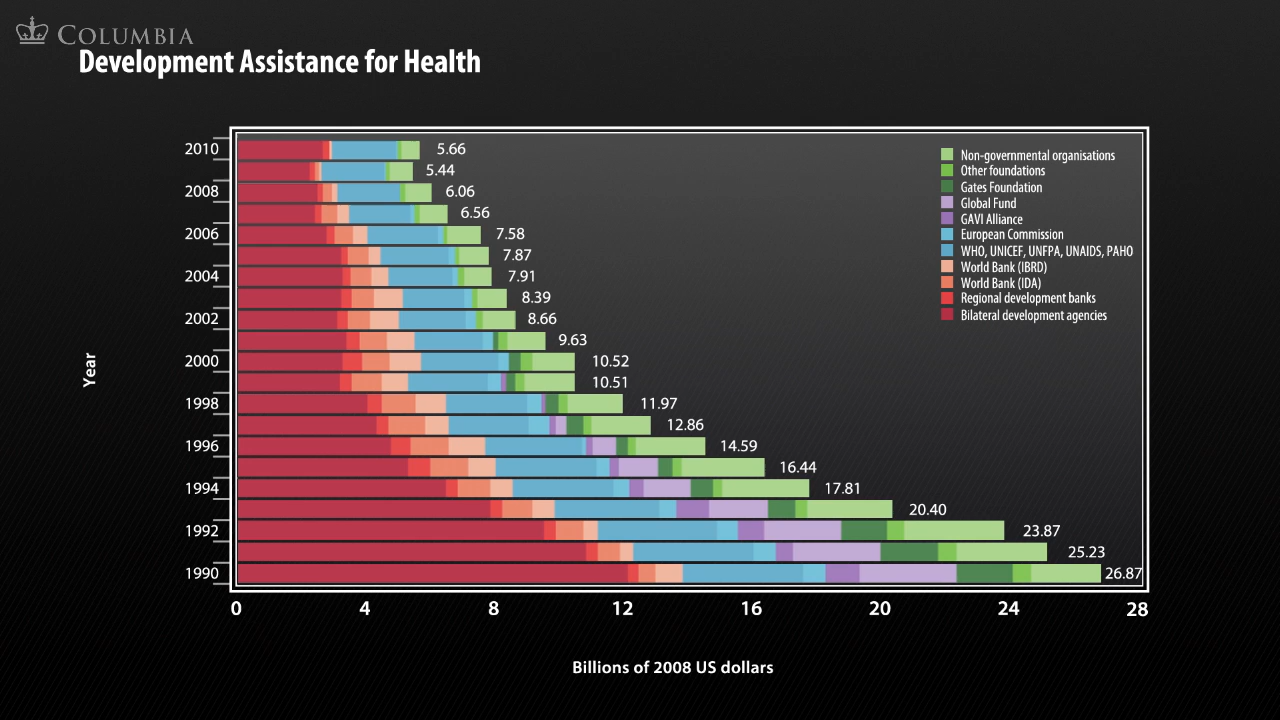 COLUMBIA
Development Assistance for Health
2010
5.66
5.44
2008
6.06
6.56
2006
7.58
7.87
2004
7.91
8.39
2002
8.66
9.63
2000
10.52
10.51
1998
11.97
12.86
1996
14.59
16.44
1994
17.81
20.40
1992
23.87
25.23
1990
26.87
Non-governmental organisations
Other foundations
Gates Foundation
Global Fund
GAVI Alliance
European Commission
WHO, UNICEF, UNFPA, UNAIDS, PAHO
World Bank (IBRD)
World Bank (IDA)
Regional development banks
Bilateral development agencies
Year
0 4 8 12 16 20 24 28
Billions of 2008 US dollars